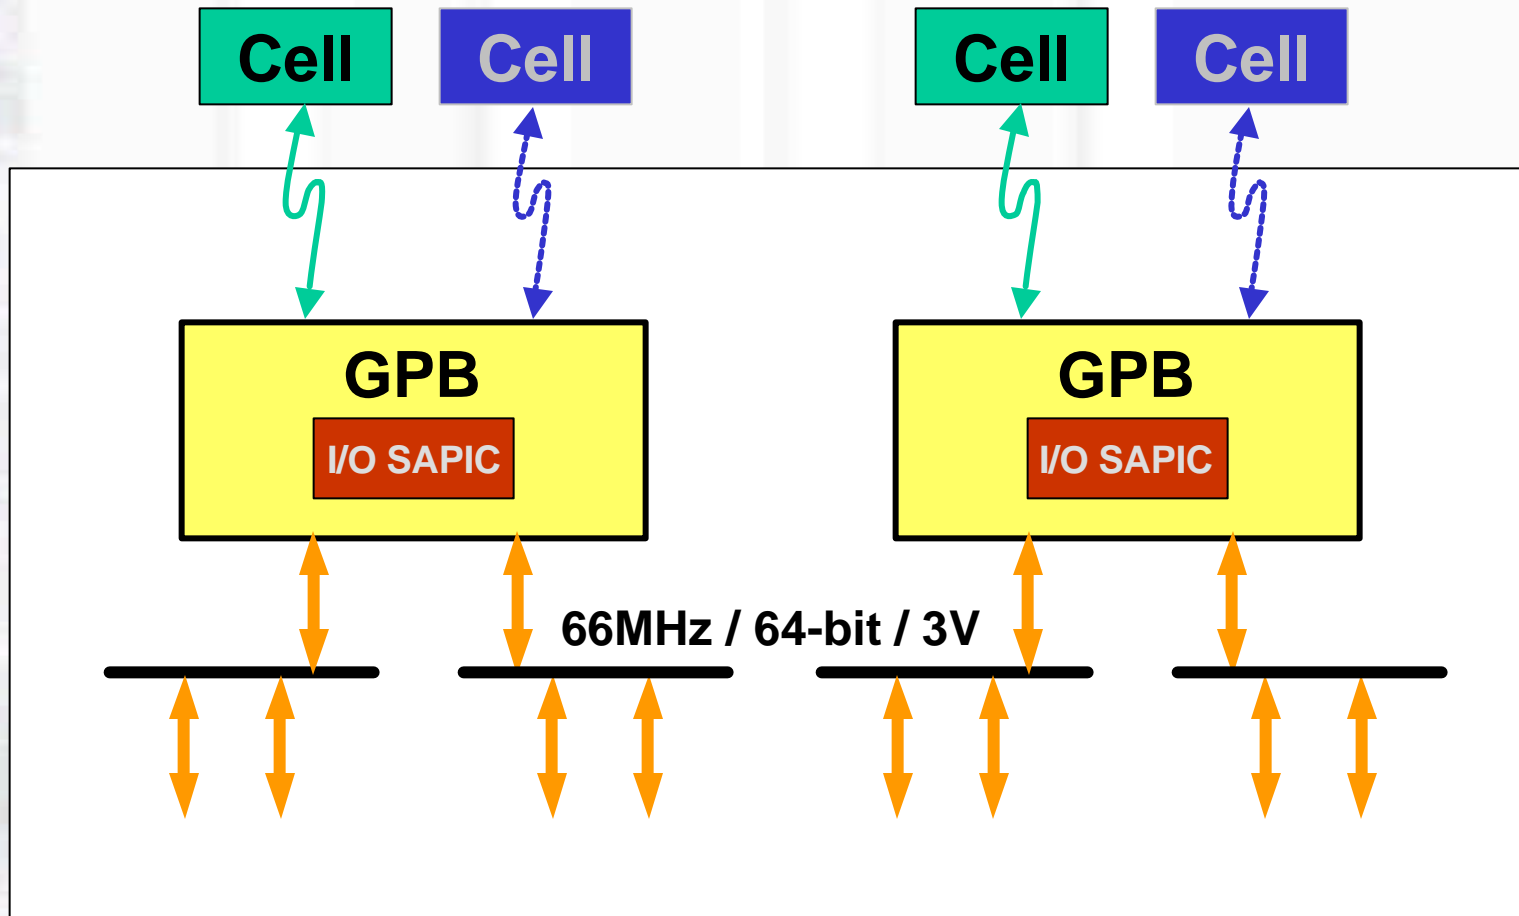 Cell
Cell
Cell
Cell
GPB
GPB
I/O SAPIC
I/O SAPIC
66MHz / 64-bit / 3V